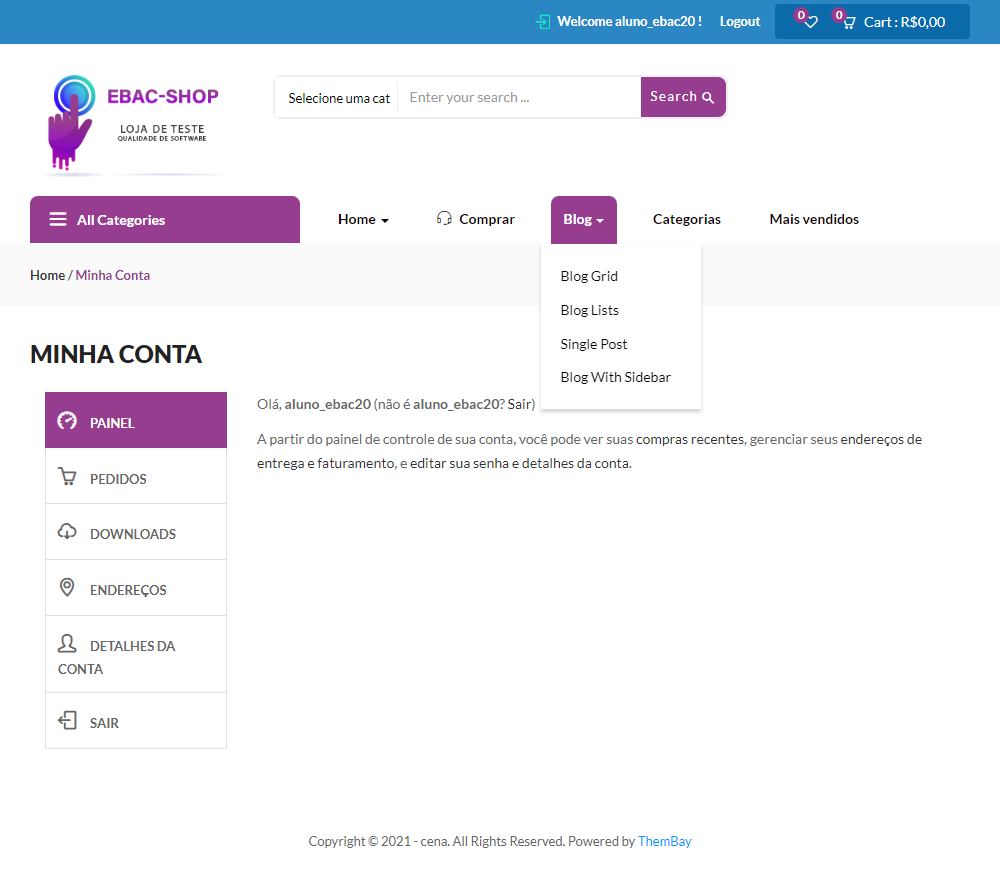 Welcome aluno_ebac20 ! Logout 0 0 Cart : R$0,00
EBAC-SHOP
LOJA DE TESTE
QUALIDADE DE SOFTWARE
Selecione uma cat Enter your search ... Search
All Categories Home Comprar Blog Categorias Mais vendidos
Home / Minha Conta
Blog Grid
Blog Lists
Single Post
Blog With Sidebar
MINHA CONTA
PAINEL
PEDIDOS
DOWNLOADS
ENDEREÇOS
DETALHES DA
CONTA
SAIR
Olá, aluno_ebac20 (não é aluno_ebac20? Sair)
A partir do painel de controle de sua conta, você pode ver suas compras recentes, gerenciar seus endereços de
entrega e faturamento, e editar sua senha e detalhes da conta.
Copyright © 2021 - cena. All Rights Reserved. Powered by ThemBay